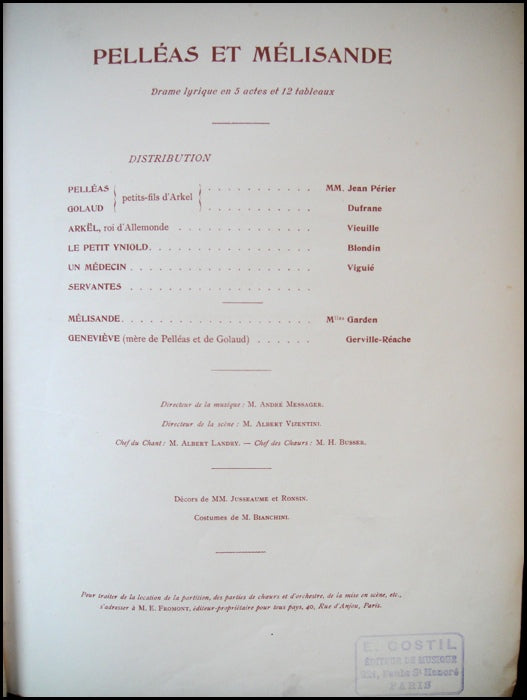 PELLÉAS ET MÉLISANDE
Drame lyrique en 5 actes et 12 tableaux
DISTRIBUTION
PELLÉAS } petits-fils d'Arkel { . . . . . . . . . . MM. Jean Périer
GOLAUD . . . . . . . . . . Dufrane
ARKËL, roi d'Allemonde . . . . . . . . . . . . Vieuille
LE PETIT YNIOLD. . . . . . . . . . . . . . Blondin
UN MÉDECIN . . . . . . . . . . . . . . . . Viguié
SERVANTES . . . . . . . . . . . . . . . .
MÉLISANDE. . . . . . . . . . . . . . . . . Mlles Garden
GENEVIÈVE (mère de Pelléas et de Golaud) . . . . . Gerville-Réache
Directeur de la musique : M. ANDRÉ MESSAGER.
Directeur de la scène : M. ALBERT VIZENTINI.
Chef du Chant : M. ALBERT LANDRY. — Chef des Chœurs : M. H. BUSSER.
Décors de MM. JUSSEAUME et RONSIN.
Costumes de M. BIANCHINI.
Pour traiter de la location de la partition, des parties de chœurs et d'orchestre, de la mise en scène, etc.,
s'adresser à M. E. FROMONT, éditeur-propriétaire pour tous pays, 40, Rue d'Anjou, Paris.
E. COSTIL
ÉDITEUR DE MUSIQUE
St Honoré
PARIS